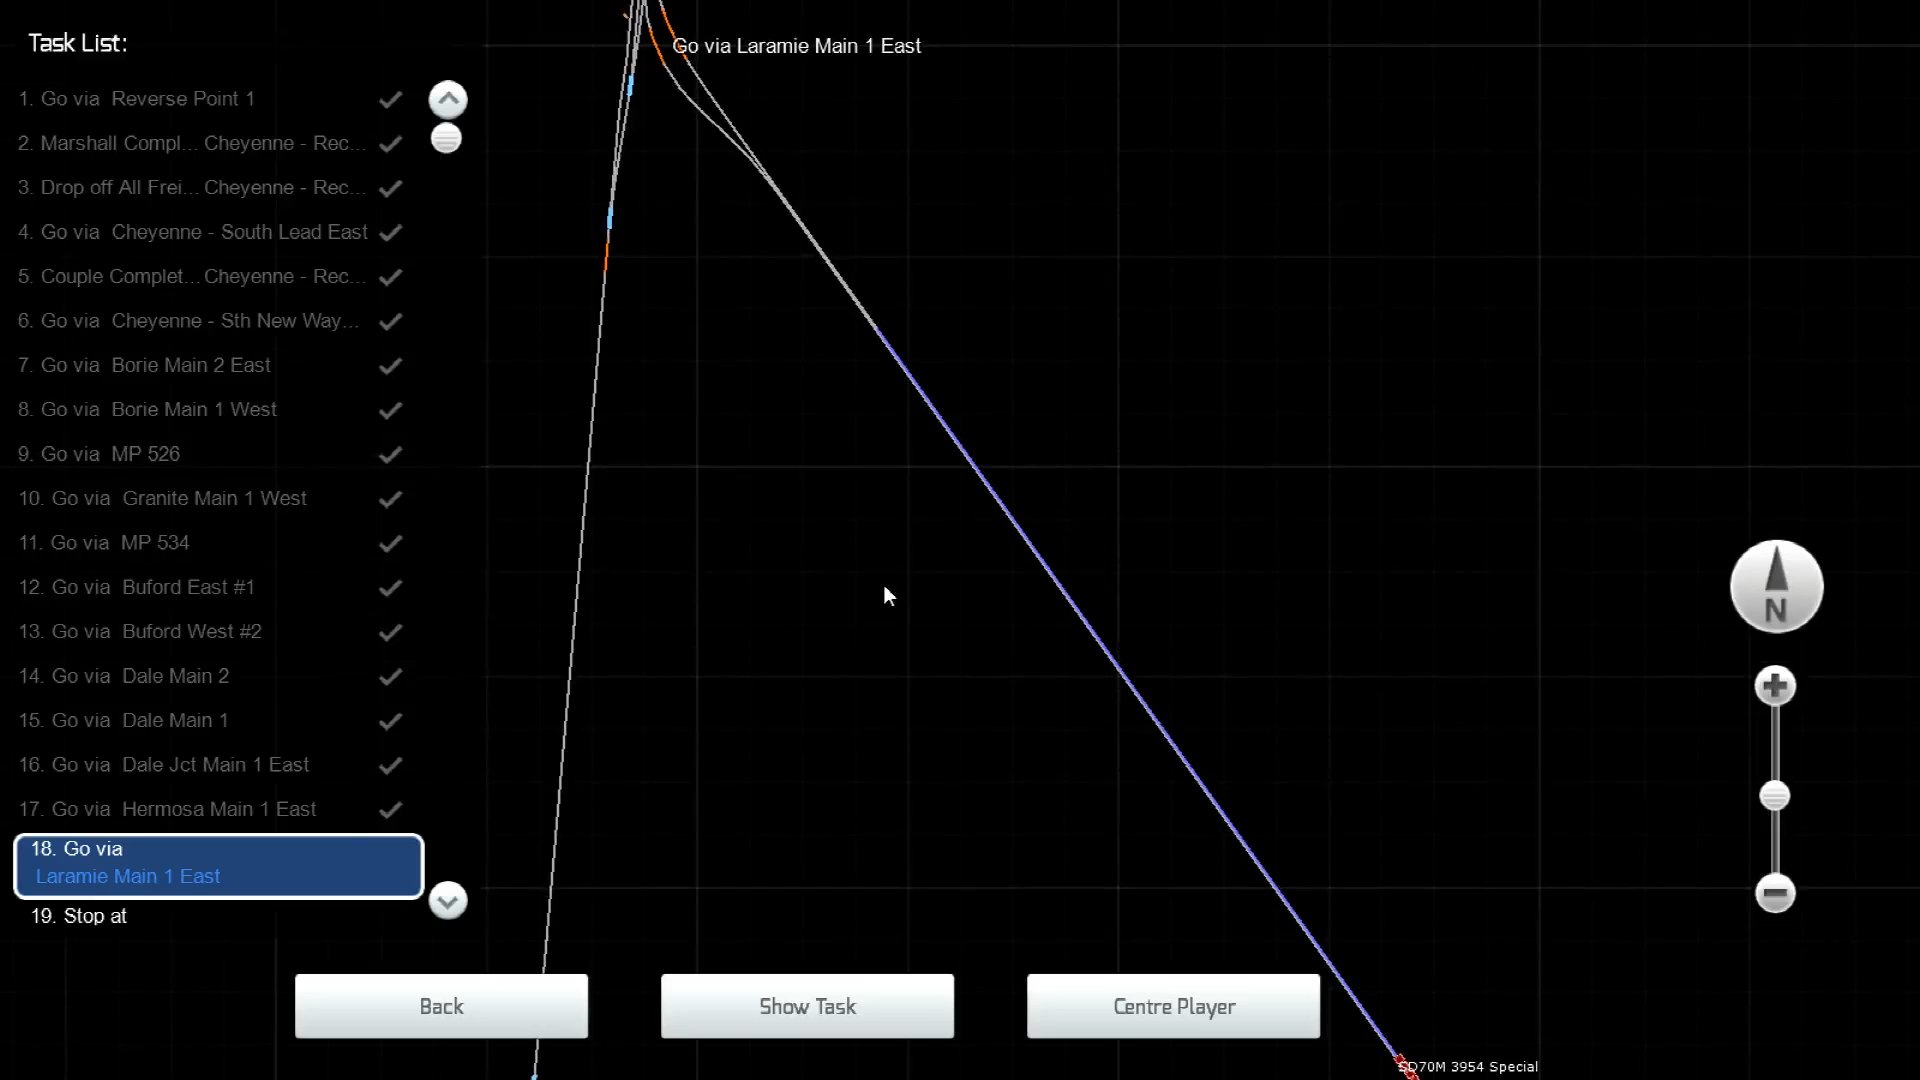 Task List:
Go via Laramie Main 1 East
1. Go via Reverse Point 1
2. Marshall Compl... Cheyenne - Rec...
3. Drop off All Frei... Cheyenne - Rec...
4. Go via Cheyenne - South Lead East
5. Couple Complet... Cheyenne - Rec...
6. Go via Cheyenne - Sth New Way...
7. Go via Borie Main 2 East
8. Go via Borie Main 1 West
9. Go via MP 526
10. Go via Granite Main 1 West
11. Go via MP 534
12. Go via Buford East #1
13. Go via Buford West #2
14. Go via Dale Main 2
15. Go via Dale Main 1
16. Go via Dale Jct Main 1 East
17. Go via Hermosa Main 1 East
18. Go via
Laramie Main 1 East
19. Stop at
N
Back
Show Task
Centre Player
SD70M 3954 Special